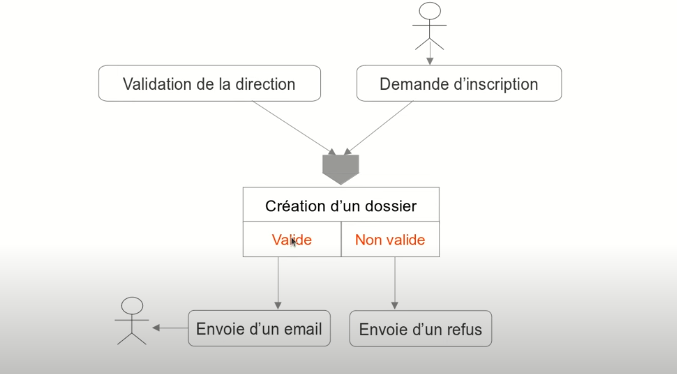 Validation de la direction
Demande d'inscription
Création d'un dossier
Valide
Non valide
Envoie d'un email
Envoie d'un refus